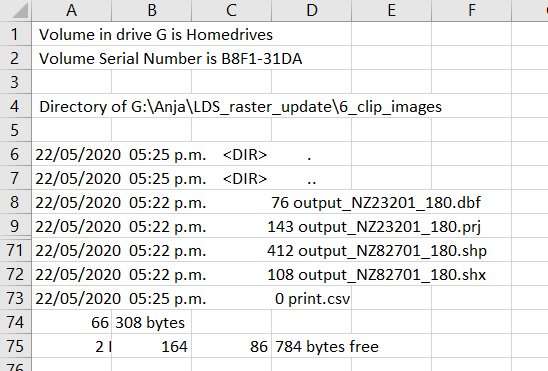 A B C D E F
1 Volume in drive G is Homedrives
2 Volume Serial Number is B8F1-31DA
3
4 Directory of G:\Anja\LDS_raster_update\6_clip_images
5
6 22/05/2020 05:25 p.m. <DIR> .
7 22/05/2020 05:25 p.m. <DIR> ..
8 22/05/2020 05:22 p.m. 76 output_NZ23201_180.dbf
9 22/05/2020 05:22 p.m. 143 output_NZ23201_180.prj
71 22/05/2020 05:22 p.m. 412 output_NZ82701_180.shp
72 22/05/2020 05:22 p.m. 108 output_NZ82701_180.shx
73 22/05/2020 05:25 p.m. 0 print.csv
74 66 308 bytes
75 2 164 86 784 bytes free